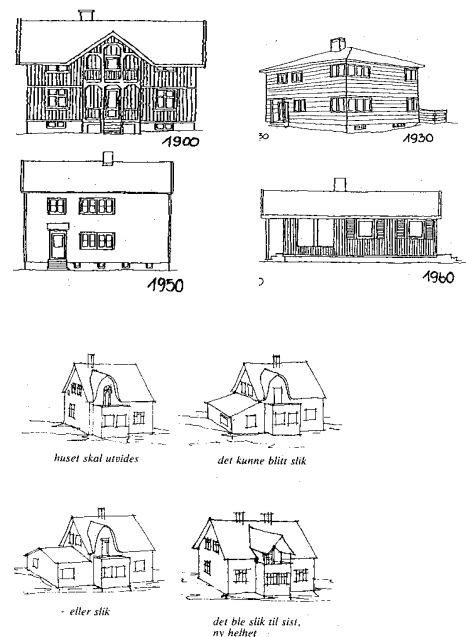 1900
30
1930
1950
1960
huset skal utvides
det kunne blitt slik
- eller slik
det ble slik til sist,
ny helhet